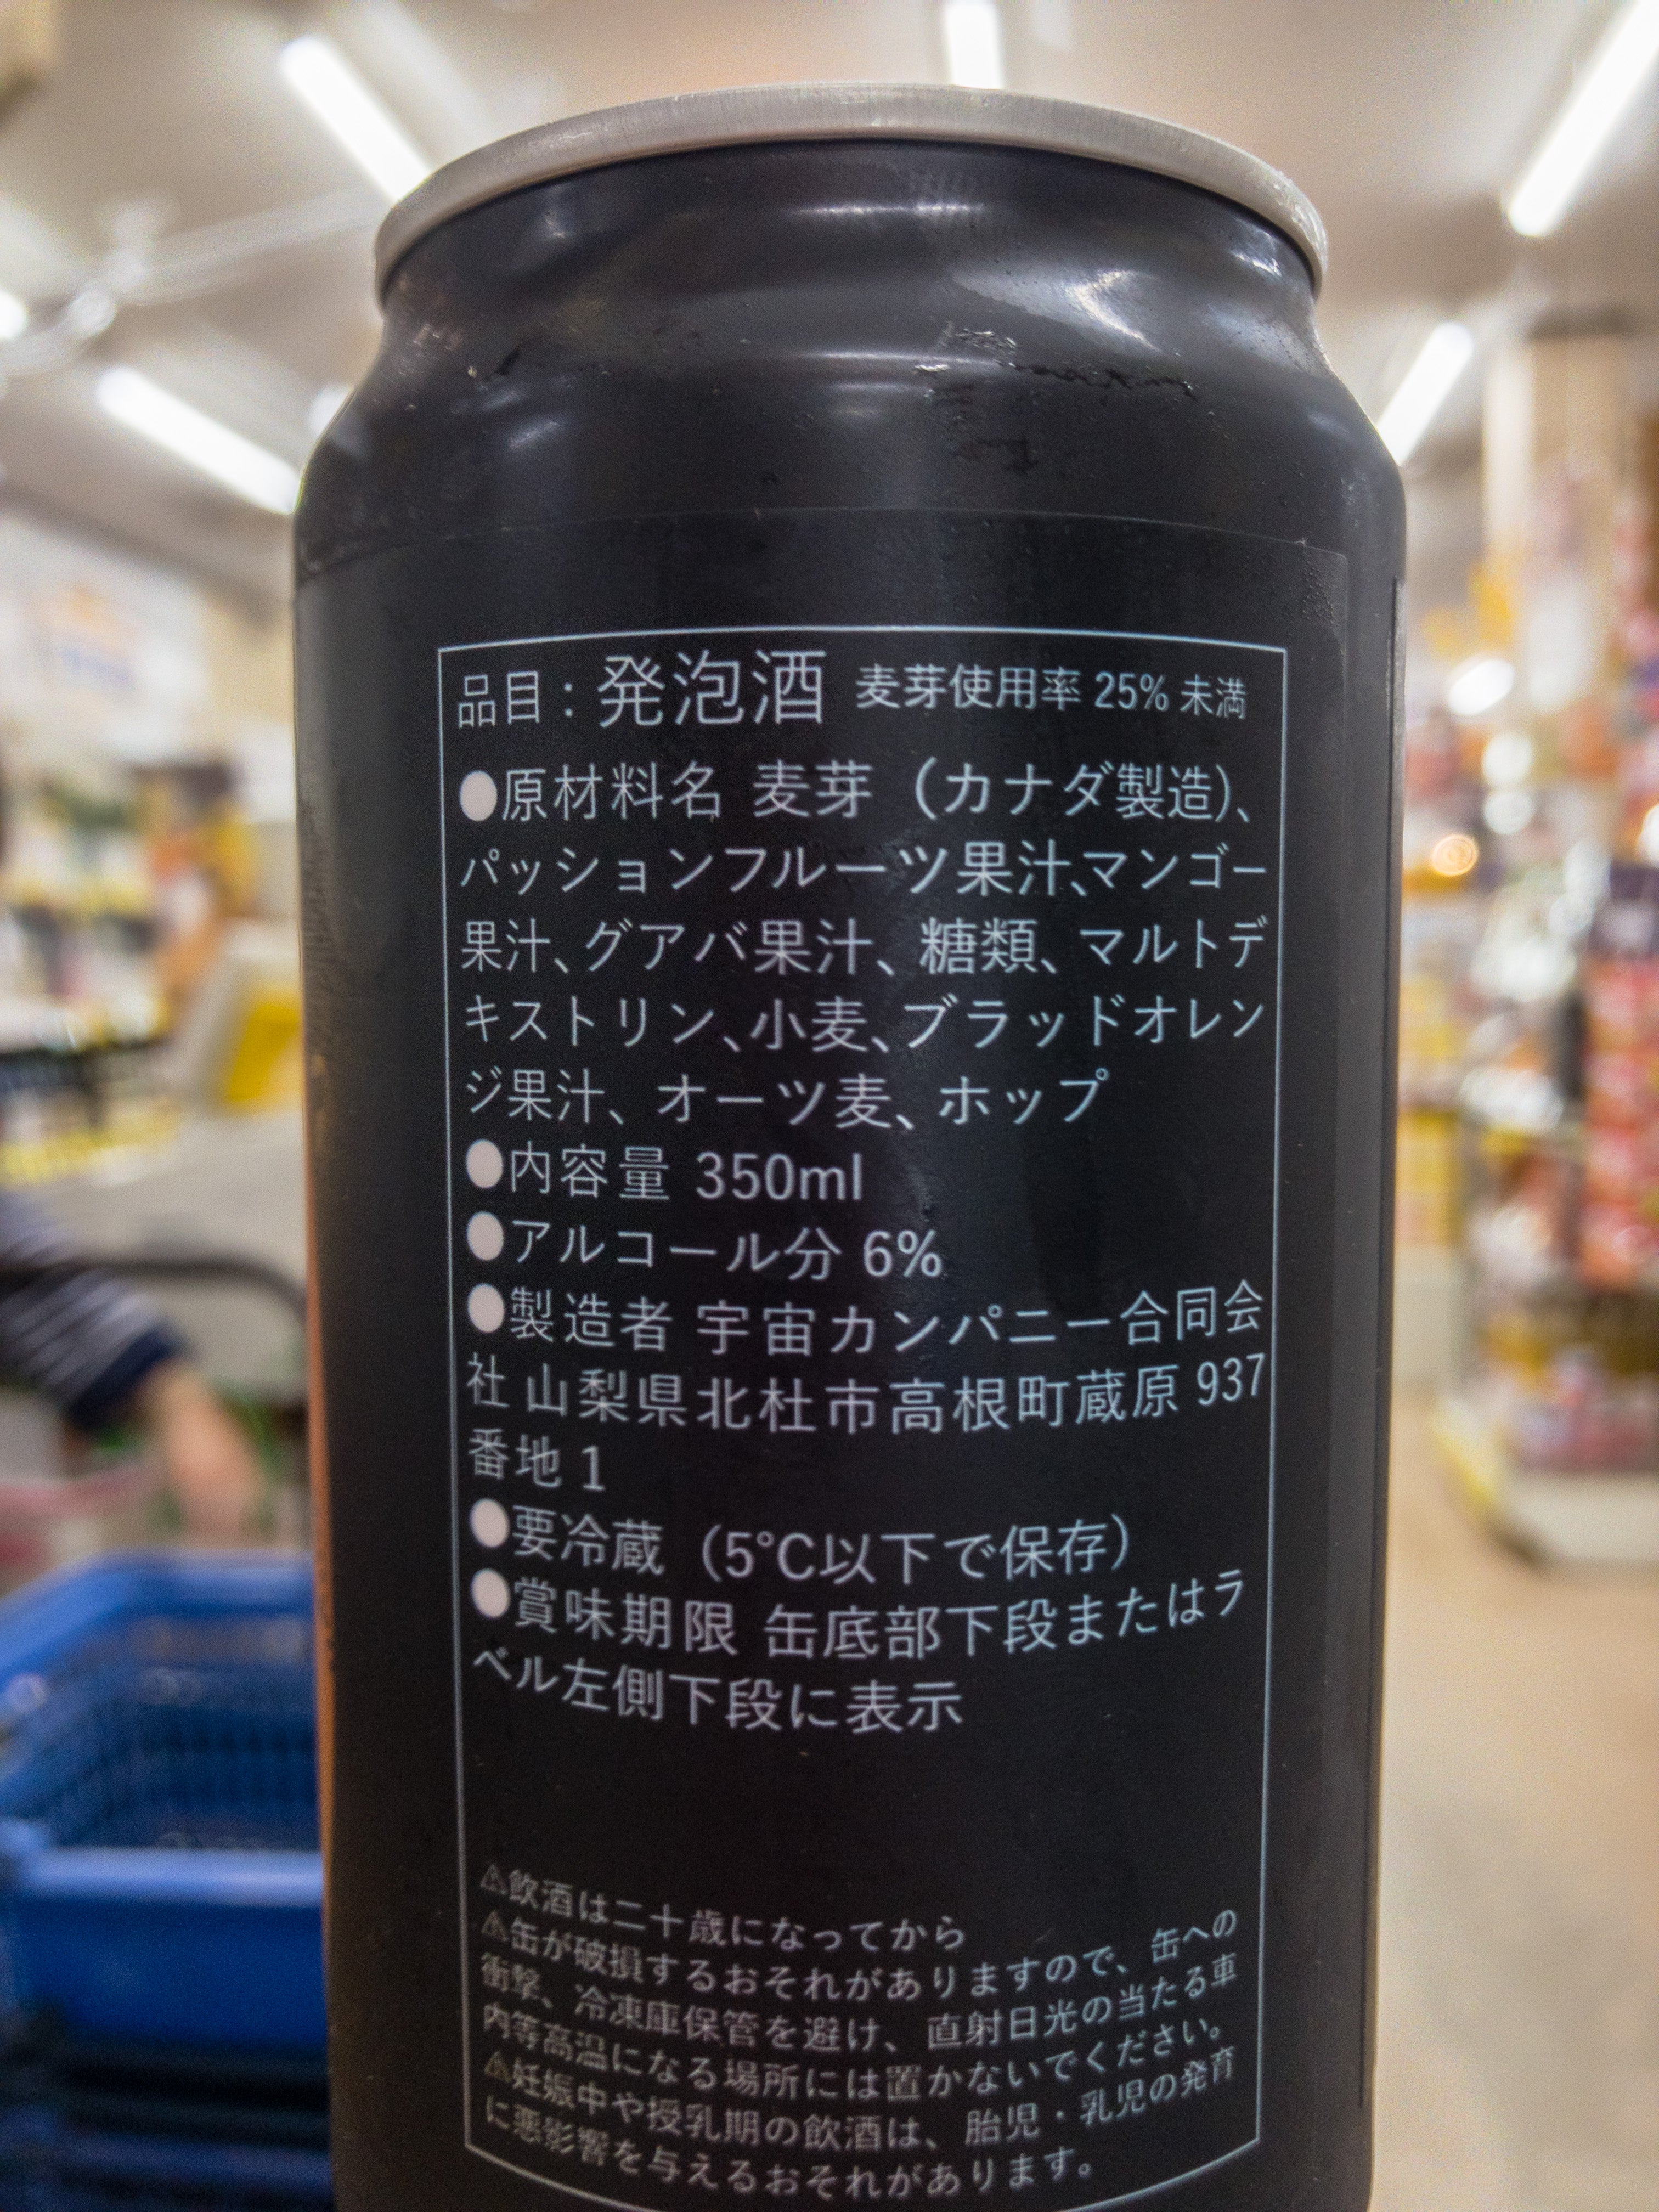 品目：発泡酒 麦芽使用率 25% 未満
●原材料名 麦芽（カナダ製造）、
パッションフルーツ果汁、マンゴー
果汁、グアバ果汁、糖類、マルトデ
キストリン、小麦、ブラッドオレン
ジ果汁、オーツ麦、ホップ
●内容量 350ml
●アルコール分 6%
●製造者 宇宙カンパニー合同会
社 山梨県北杜市高根町蔵原 937
番地 1
●要冷蔵（5℃以下で保存）
●賞味期限 缶底部下段またはラ
ベル左側下段に表示
⚠飲酒は二十歳になってから
⚠缶が破損するおそれがありますので、缶への
衝撃、冷凍庫保管を避け、直射日光の当たる車
内等高温になる場所には置かないでください。
⚠妊娠中や授乳期の飲酒は、胎児・乳児の発育
に悪影響を与えるおそれがあります。